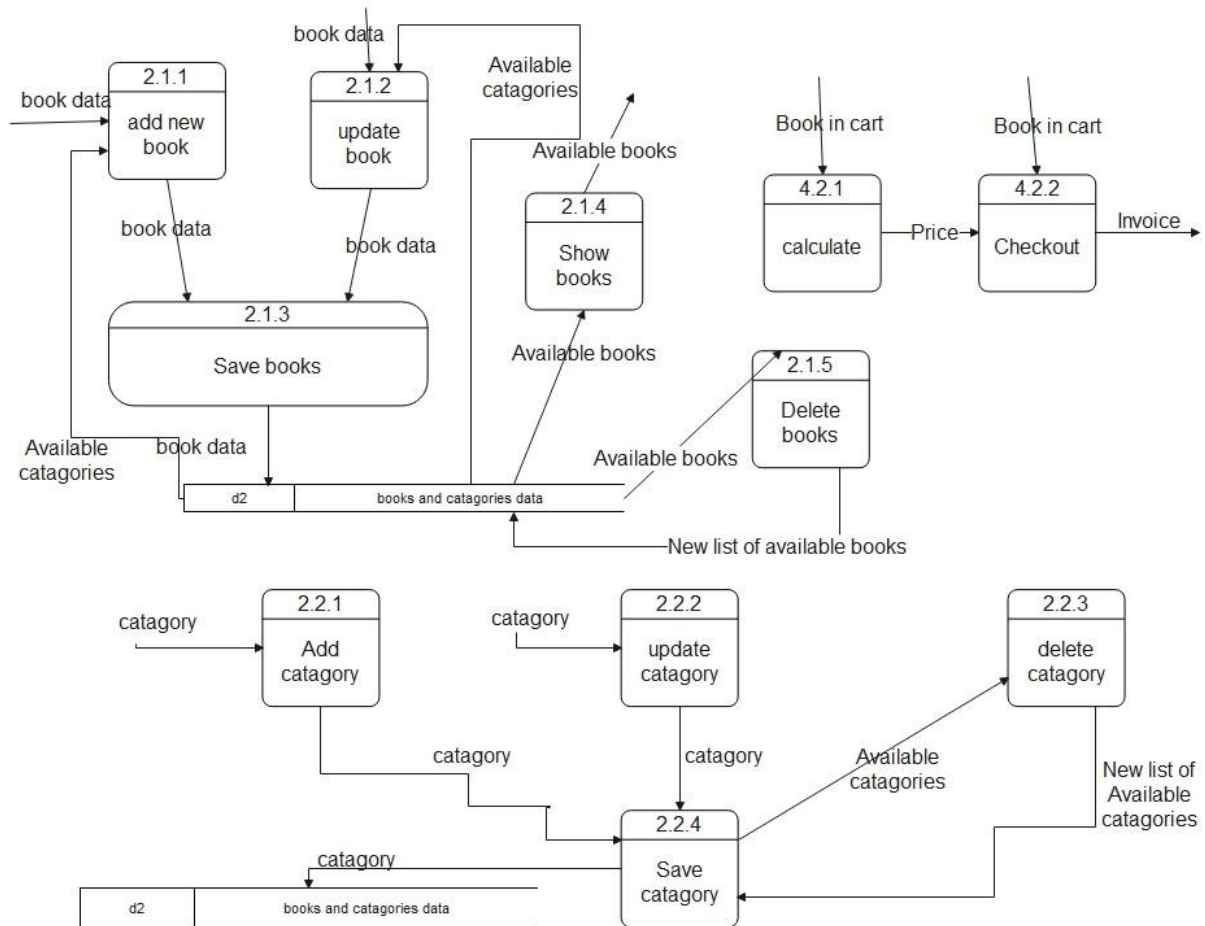 book data
2.1.1
add new
book
book data
2.1.2
update
book
Available
catagories
Available books
2.1.4
Show
books
Book in cart
4.2.1
calculate
Price
Book in cart
4.2.2
Checkout
Invoice
book data
book data
2.1.3
Save books
Available books
2.1.5
Delete
books
Available
catagories
book data
Available books
d2
books and catagories data
New list of available books
catagory
2.2.1
Add
catagory
catagory
2.2.2
update
catagory
2.2.3
delete
catagory
catagory
catagory
Available
catagories
New list of
Available
catagories
2.2.4
Save
catagory
catagory
d2
books and catagories data